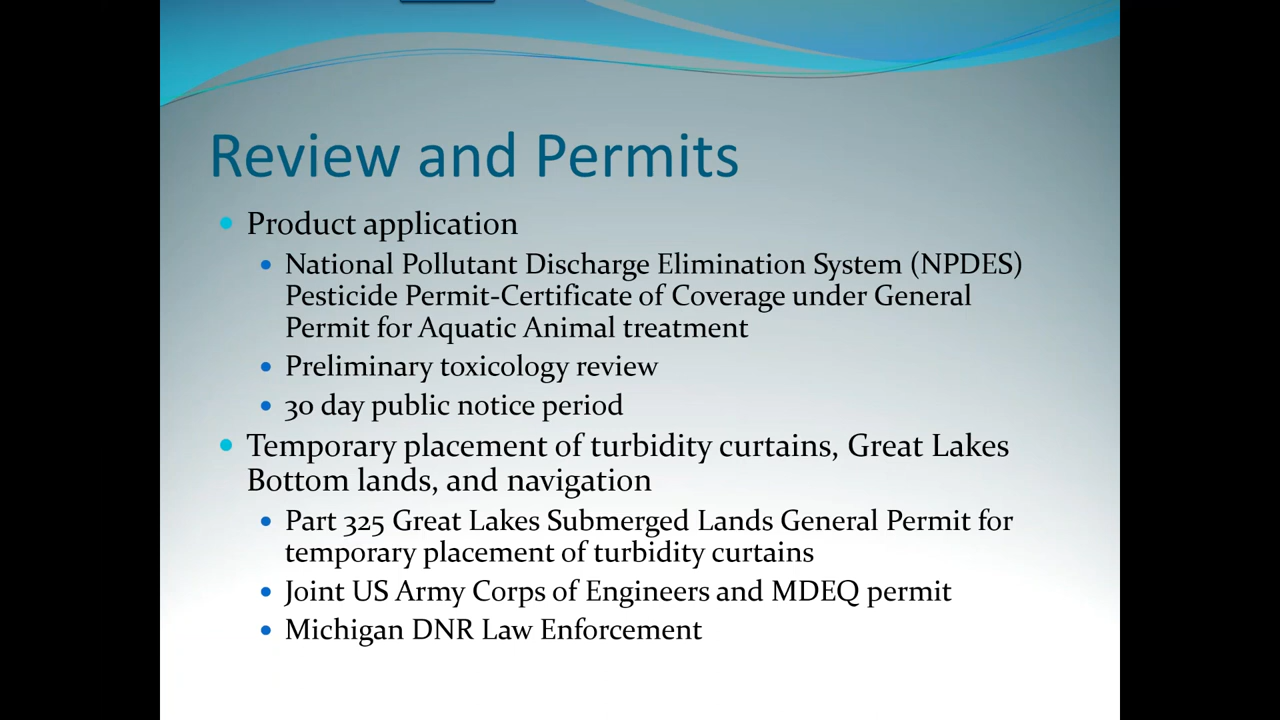 Review and Permits
Product application
National Pollutant Discharge Elimination System (NPDES)
Pesticide Permit-Certificate of Coverage under General
Permit for Aquatic Animal treatment
Preliminary toxicology review
30 day public notice period
Temporary placement of turbidity curtains, Great Lakes
Bottom lands, and navigation
Part 325 Great Lakes Submerged Lands General Permit for
temporary placement of turbidity curtains
Joint US Army Corps of Engineers and MDEQ permit
Michigan DNR Law Enforcement